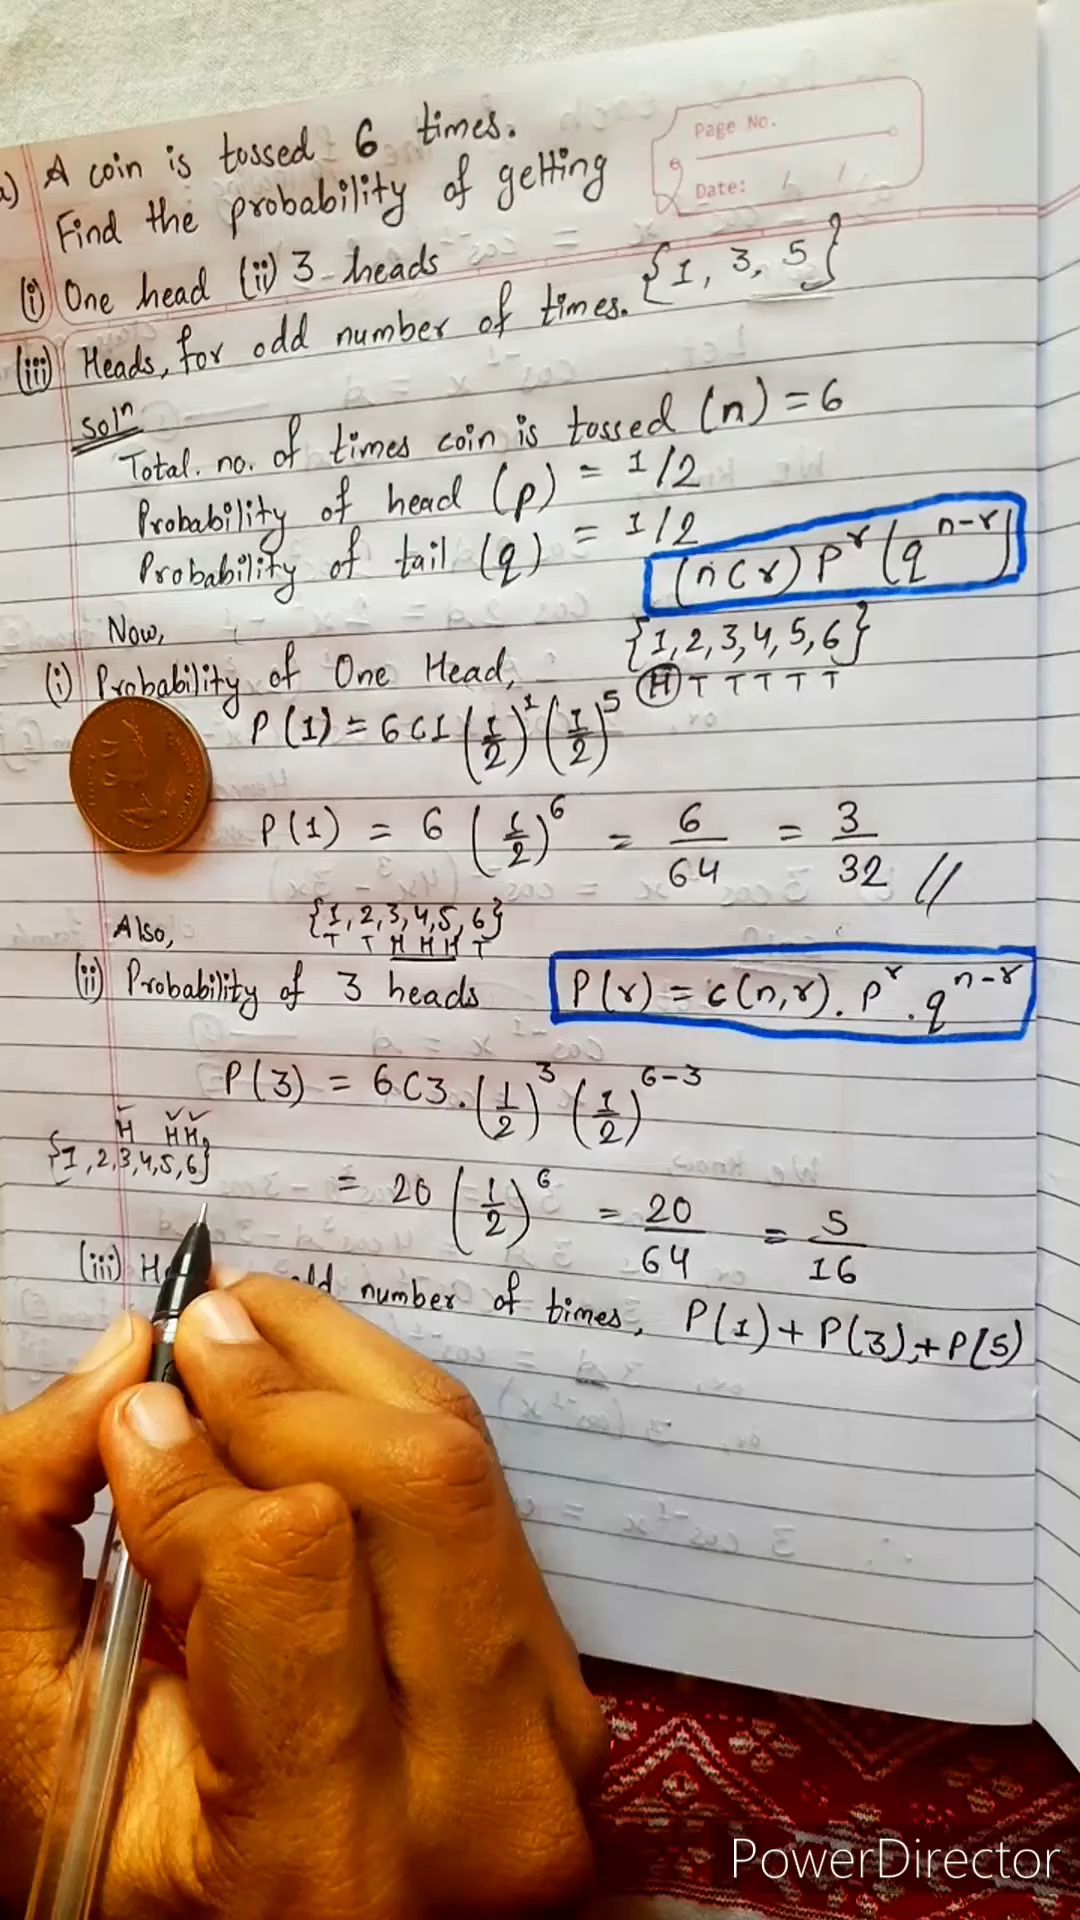 a) A coin is tossed 6 times.
Find the probability of getting
Page No.
Date:
(i) One head (ii) 3 heads
{1, 3, 5}
(iii) Heads, for odd number of times.
Solⁿ
Total. no. of times coin is tossed (n) = 6
Probability of head (p) = 1/2
Probability of tail (q) = 1/2
(nCr) pʳ (qⁿ⁻ʳ)
Now,
{1,2,3,4,5,6}
H T T T T T
(i) Probability of One Head,
P(1) = 6C1 (1/2)¹ (1/2)⁵
P(1) = 6 (1/2)⁶ = 6/64 = 3/32 //
Also,
{1,2,3,4,5,6}
T T H H H T
(ii) Probability of 3 heads
P(r) = c(n,r). pʳ . qⁿ⁻ʳ
P(3) = 6C3. (1/2)³ (1/2)⁶⁻³
H H H
{1,2,3,4,5,6}
= 20 (1/2)⁶ = 20/64 = 5/16
(iii) number of times, P(1) + P(3) + P(5)
PowerDirector